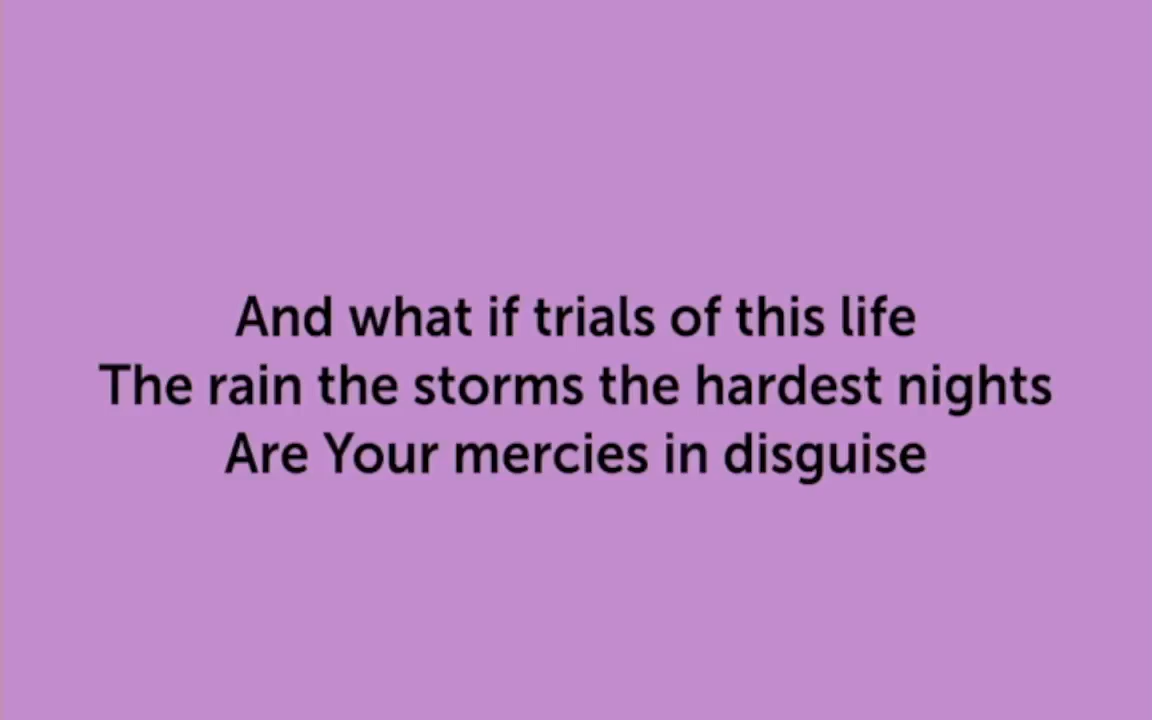 And what if trials of this life
The rain the storms the hardest nights
Are Your mercies in disguise